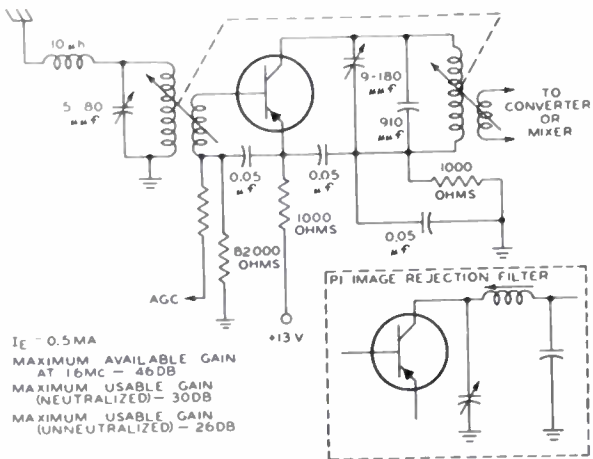 10 μh
5 80
μμf
9-180
μμf
910
μμf
TO
CONVERTER
OR
MIXER
0.05
μf
0.05
μf
1000
OHMS
1000
OHMS
0.05
μf
82000
OHMS
AGC
+13 V
PI IMAGE REJECTION FILTER
IE - 0.5MA
MAXIMUM AVAILABLE GAIN
AT 16MC - 46DB
MAXIMUM USABLE GAIN
(NEUTRALIZED) - 30DB
MAXIMUM USABLE GAIN
(UNNEUTRALIZED) - 26DB